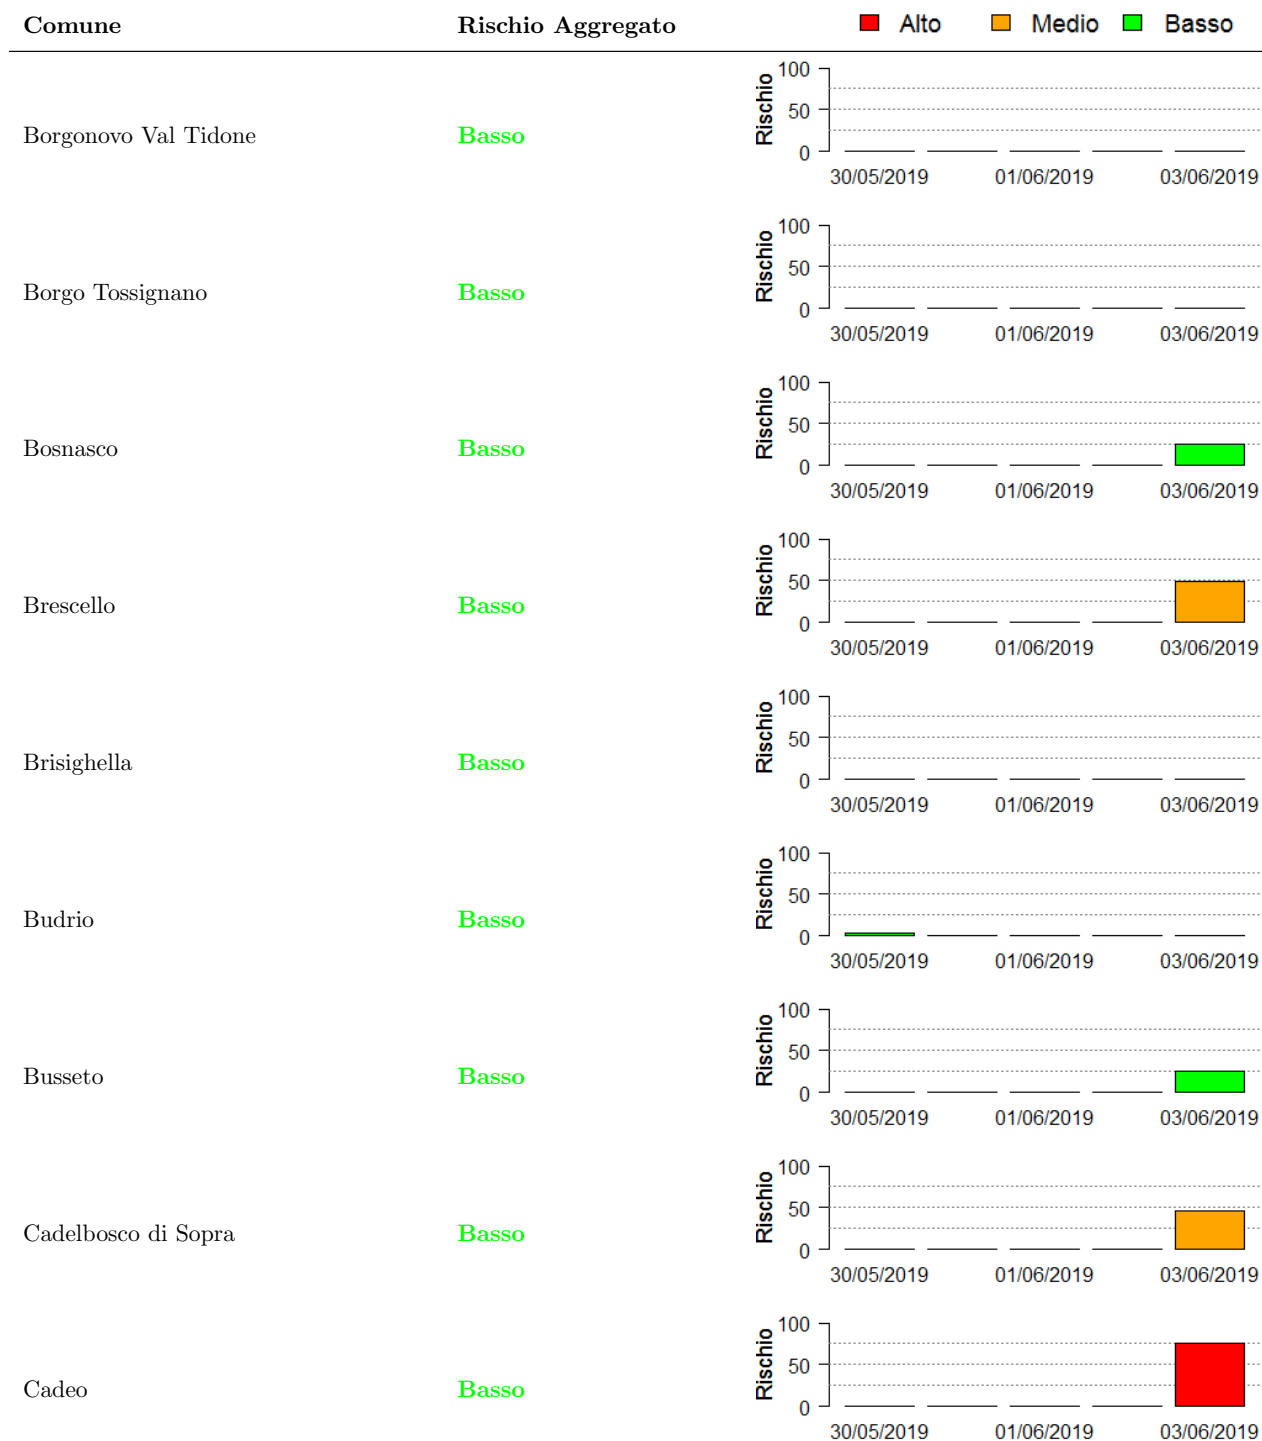 Comune Rischio Aggregato Alto Medio Basso
100
50
0
Rischio
Borgonovo Val Tidone Basso
30/05/2019 01/06/2019 03/06/2019
100
50
0
Rischio
Borgo Tossignano Basso
30/05/2019 01/06/2019 03/06/2019
100
50
0
Rischio
Bosnasco Basso
30/05/2019 01/06/2019 03/06/2019
100
50
0
Rischio
Brescello Basso
30/05/2019 01/06/2019 03/06/2019
100
50
0
Rischio
Brisighella Basso
30/05/2019 01/06/2019 03/06/2019
100
50
0
Rischio
Budrio Basso
30/05/2019 01/06/2019 03/06/2019
100
50
0
Rischio
Busseto Basso
30/05/2019 01/06/2019 03/06/2019
100
50
0
Rischio
Cadelbosco di Sopra Basso
30/05/2019 01/06/2019 03/06/2019
100
50
0
Rischio
Cadeo Basso
30/05/2019 01/06/2019 03/06/2019